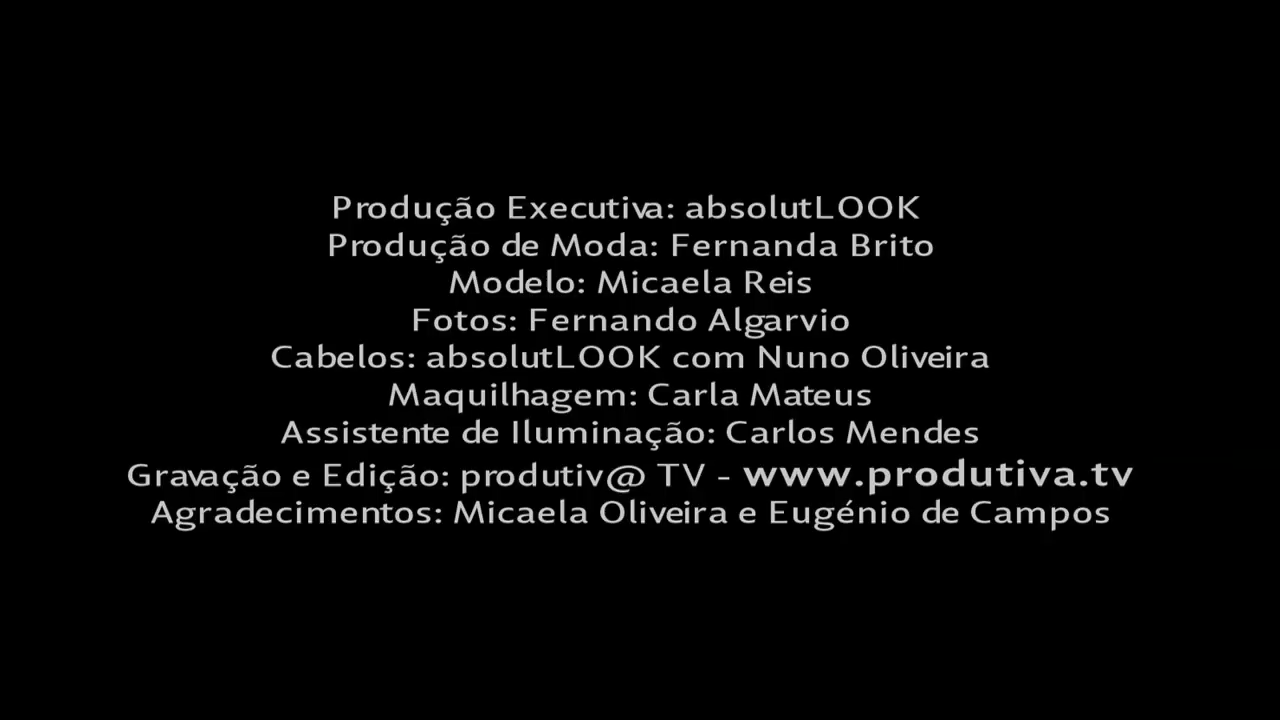 Produção Executiva: absolutLOOK
Produção de Moda: Fernanda Brito
Modelo: Micaela Reis
Fotos: Fernando Algarvio
Cabelos: absolutLOOK com Nuno Oliveira
Maquilhagem: Carla Mateus
Assistente de Iluminação: Carlos Mendes
Gravação e Edição: produtiv@ TV - www.produtiva.tv
Agradecimentos: Micaela Oliveira e Eugénio de Campos